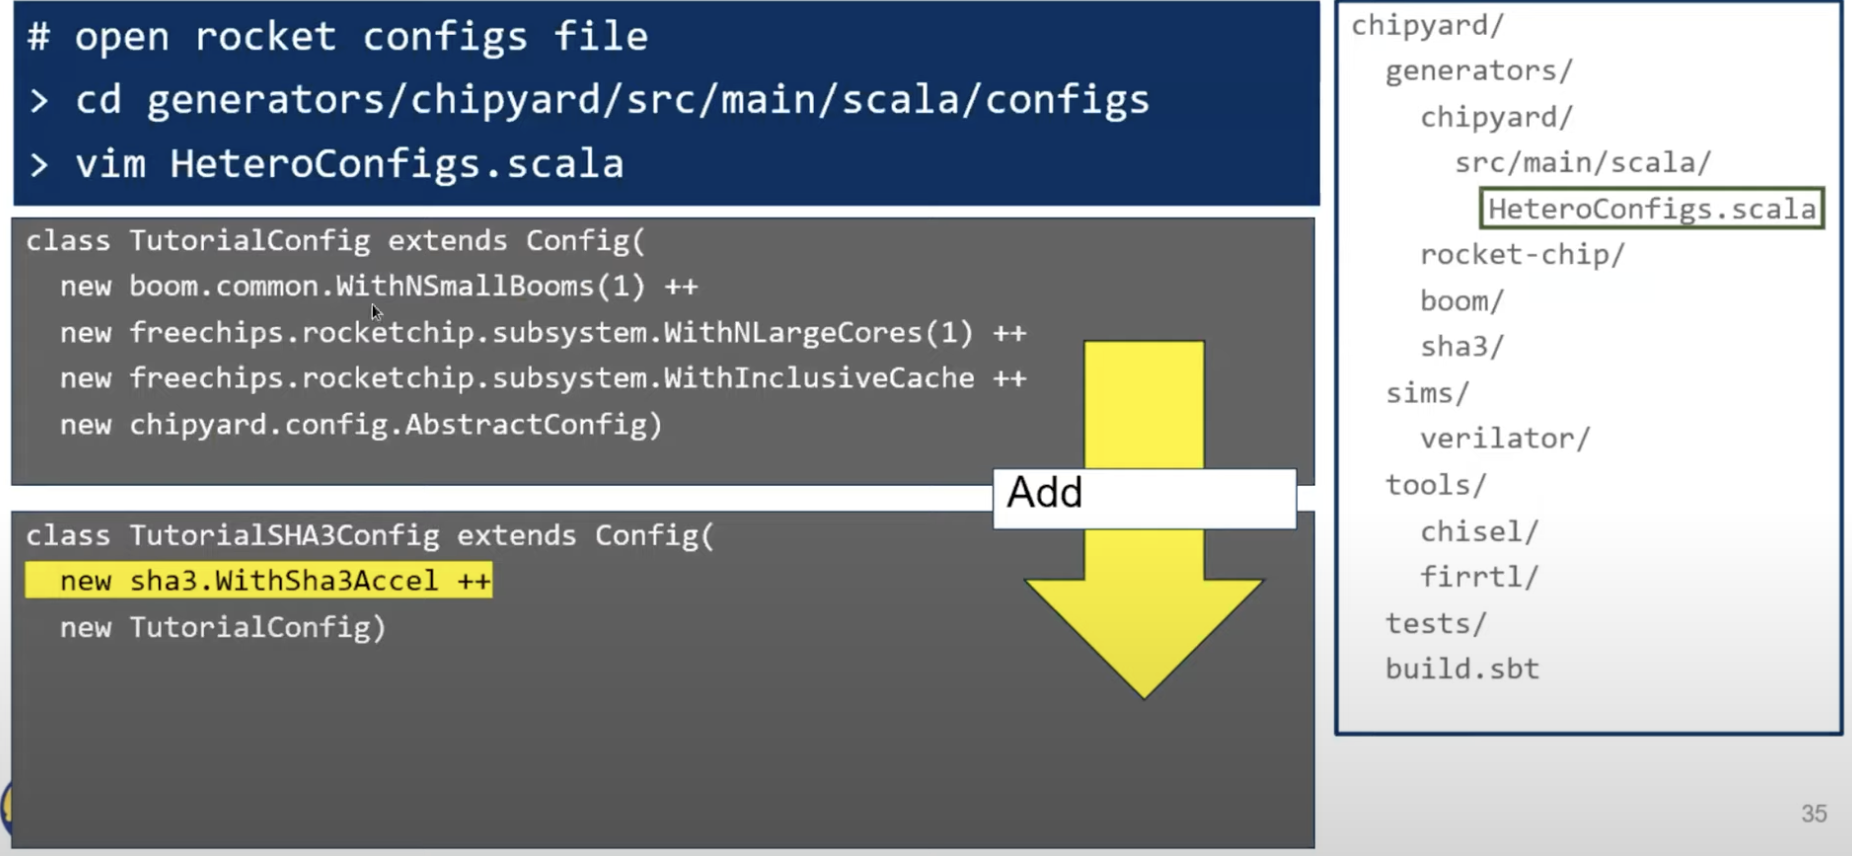 # open rocket configs file
> cd generators/chipyard/src/main/scala/configs
> vim HeteroConfigs.scala
class TutorialConfig extends Config(
new boom.common.WithNSmallBooms(1) ++
new freechips.rocketchip.subsystem.WithNLargeCores(1) ++
new freechips.rocketchip.subsystem.WithInclusiveCache ++
new chipyard.config.AbstractConfig)
Add
class TutorialSHA3Config extends Config(
new sha3.WithSha3Accel ++
new TutorialConfig)
chipyard/
generators/
chipyard/
src/main/scala/
HeteroConfigs.scala
rocket-chip/
boom/
sha3/
sims/
verilator/
tools/
chisel/
firrtl/
tests/
build.sbt
35